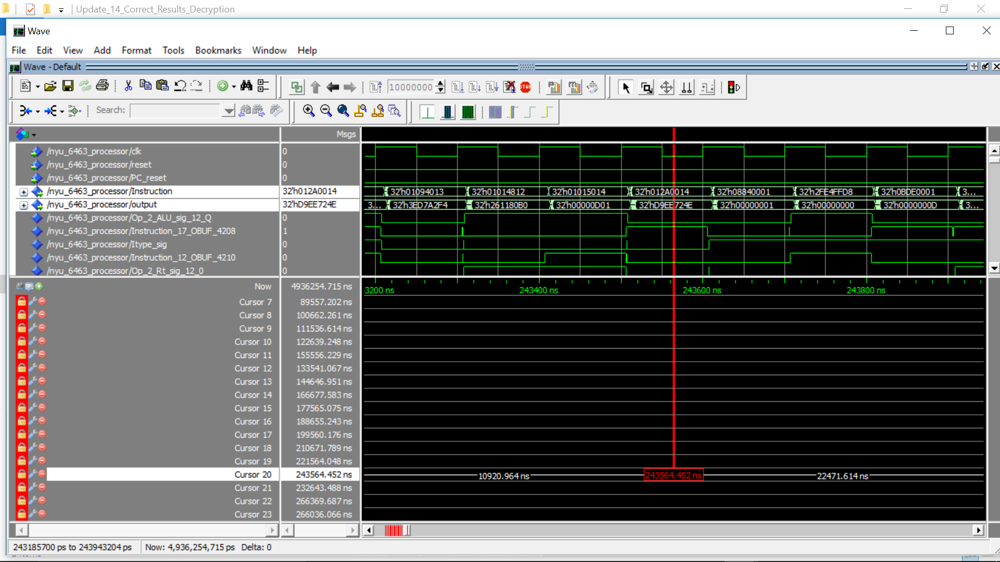 Update_14_Correct_Results_Decryption
Wave
File Edit View Add Format Tools Bookmarks Window Help
Wave - Default
10000000
STOP
Search:
Msgs
/nyu_6463_processor/clk 0
/nyu_6463_processor/reset 0
/nyu_6463_processor/PC_reset 0
/nyu_6463_processor/Instruction 32'h012A0014 32'h01094013 32'h01014812 32'h01015014 32'h012A0014 32'h08840001 32'h2FE4FFD8 32'h0BDE0001 3...
/nyu_6463_processor/output 32'hD9EE724E 3... 32'h3ED7A2F4 32'h261180B0 32'h00000D01 32'hD9EE724E 32'h00000001 32'h00000000 32'h0000000D 3...
/nyu_6463_processor/Op_2_ALU_sig_12_Q 0
/nyu_6463_processor/Instruction_17_OBUF_4208 1
/nyu_6463_processor/Itype_sig 0
/nyu_6463_processor/Instruction_12_OBUF_4210 0
/nyu_6463_processor/Op_2_Rt_sig_12_0 0
Now 4936254.715 ns 3200 ns 243400 ns 243600 ns 243800 ns
Cursor 7 89557.202 ns
Cursor 8 100662.261 ns
Cursor 9 111536.614 ns
Cursor 10 122639.248 ns
Cursor 11 155556.229 ns
Cursor 12 133541.067 ns
Cursor 13 144646.951 ns
Cursor 14 166677.583 ns
Cursor 15 177565.075 ns
Cursor 16 188655.243 ns
Cursor 17 199560.176 ns
Cursor 18 210671.789 ns
Cursor 19 221564.048 ns
Cursor 20 243564.452 ns 10920.964 ns 243564.452 ns 22471.614 ns
Cursor 21 232643.488 ns
Cursor 22 266369.687 ns
Cursor 23 266036.066 ns
243185700 ps to 243943204 ps Now: 4,936,254,715 ps Delta: 0